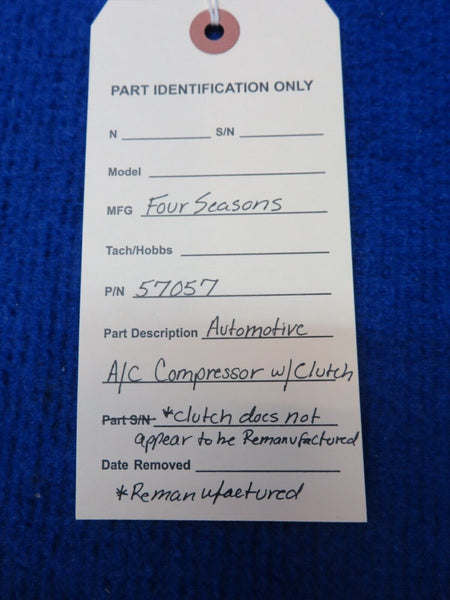 PART IDENTIFICATION ONLY
N S/N
Model
MFG Four Seasons
Tach/Hobbs
P/N 57057
Part Description Automotive
A/C Compressor w/Clutch
Part S/N *Clutch does not
appear to be Remanufactured
Date Removed
*Remanufactured